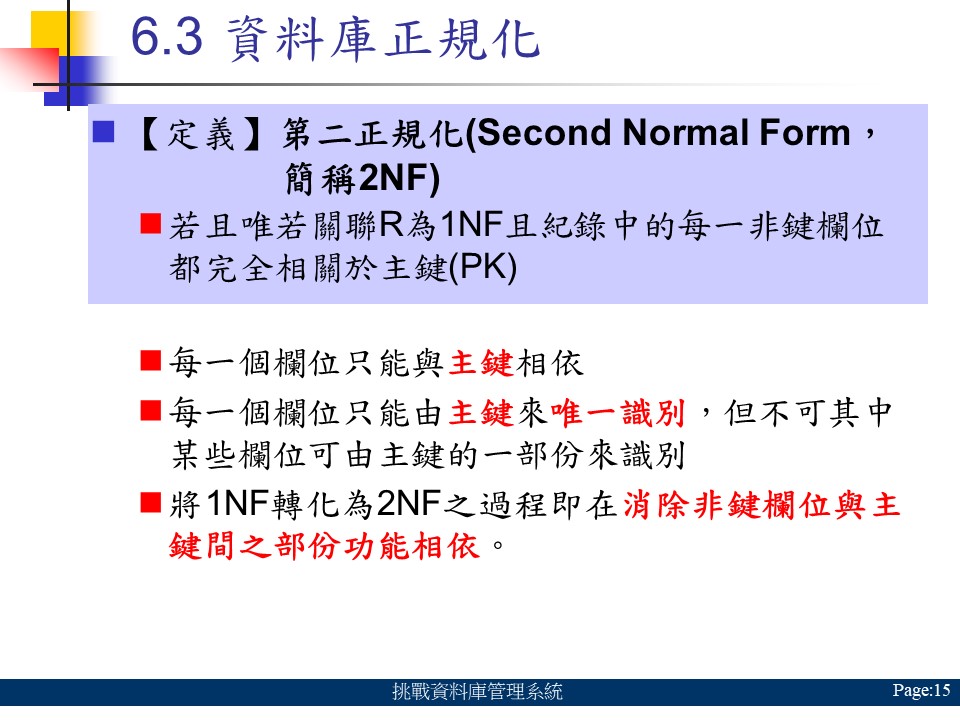 6.3 資料庫正規化
【定義】第二正規化(Second Normal Form，
簡稱2NF)
若且唯若關聯R為1NF且紀錄中的每一非鍵欄位
都完全相關於主鍵(PK)
每一個欄位只能與主鍵相依
每一個欄位只能由主鍵來唯一識別，但不可其中
某些欄位可由主鍵的一部份來識別
將1NF轉化為2NF之過程即在消除非鍵欄位與主
鍵間之部份功能相依。
挑戰資料庫管理系統
Page:15